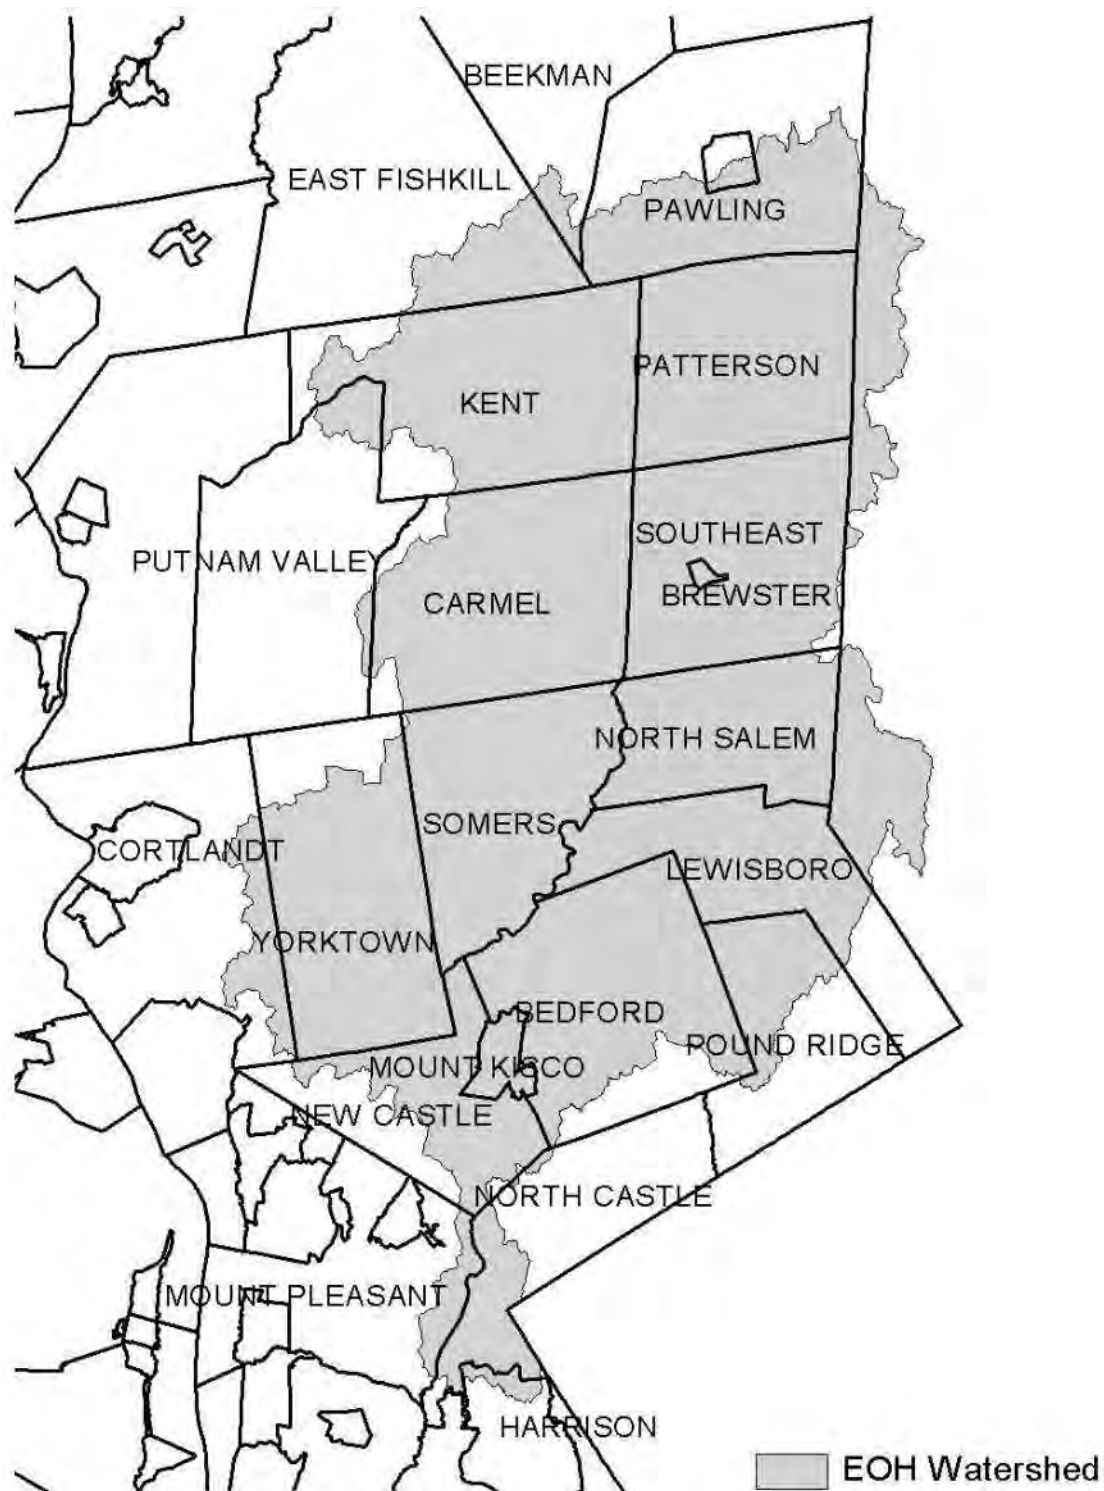 BEEKMAN
EAST FISHKILL
PAWLING
PATTERSON
KENT
SOUTHEAST
PUTNAM VALLEY
BREWSTER
CARMEL
NORTH SALEM
SOMERS
CORTLANDT
LEWISBORO
YORKTOWN
BEDFORD
POUND RIDGE
MOUNT KISCO
NEW CASTLE
NORTH CASTLE
MOUNT PLEASANT
HARRISON
EOH Watershed